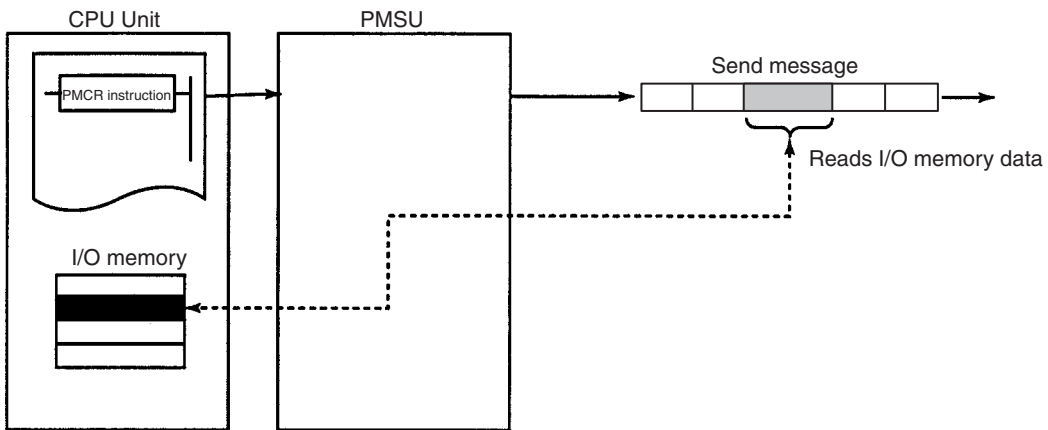 CPU Unit
PMSU
PMCR instruction
Send message
Reads I/O memory data
I/O memory